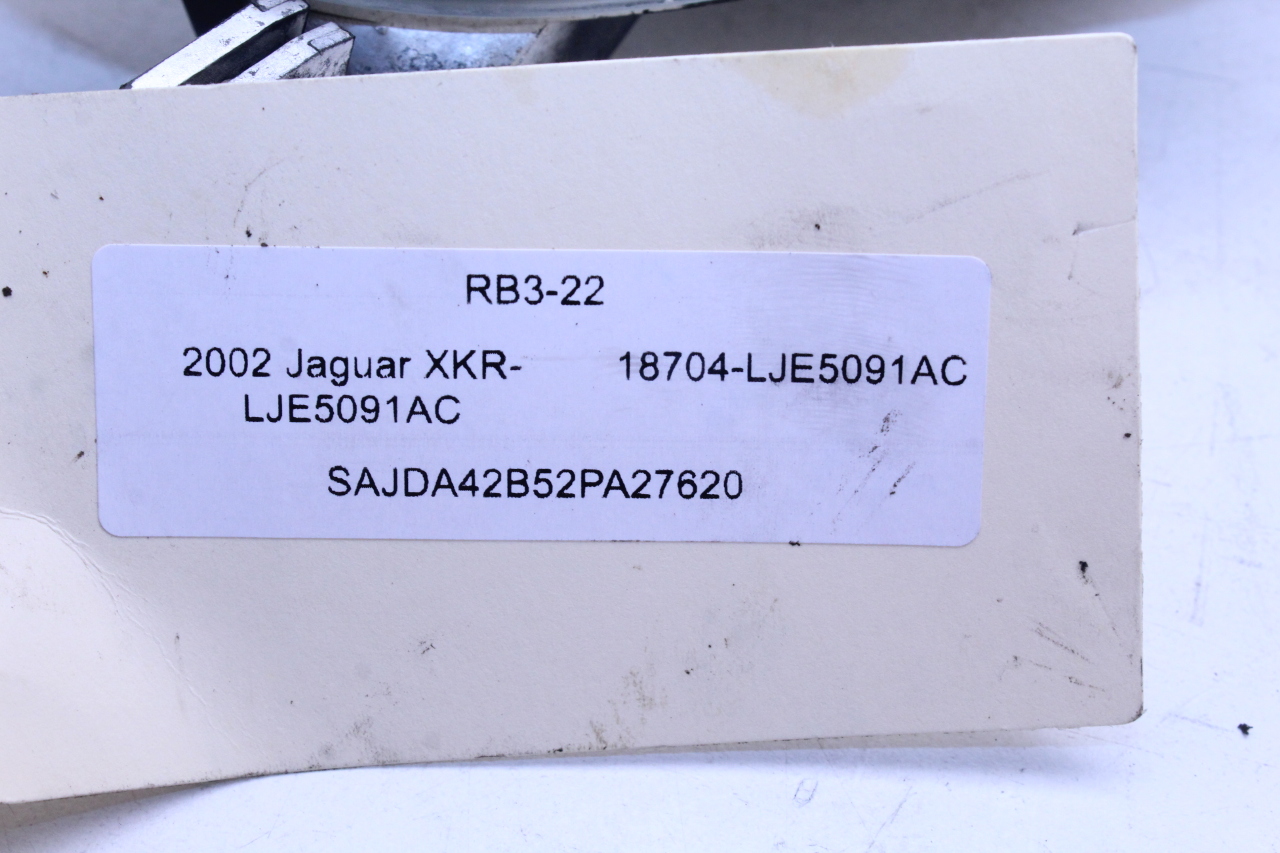 RB3-22
2002 Jaguar XKR- 18704-LJE5091AC
LJE5091AC
SAJDA42B52PA27620